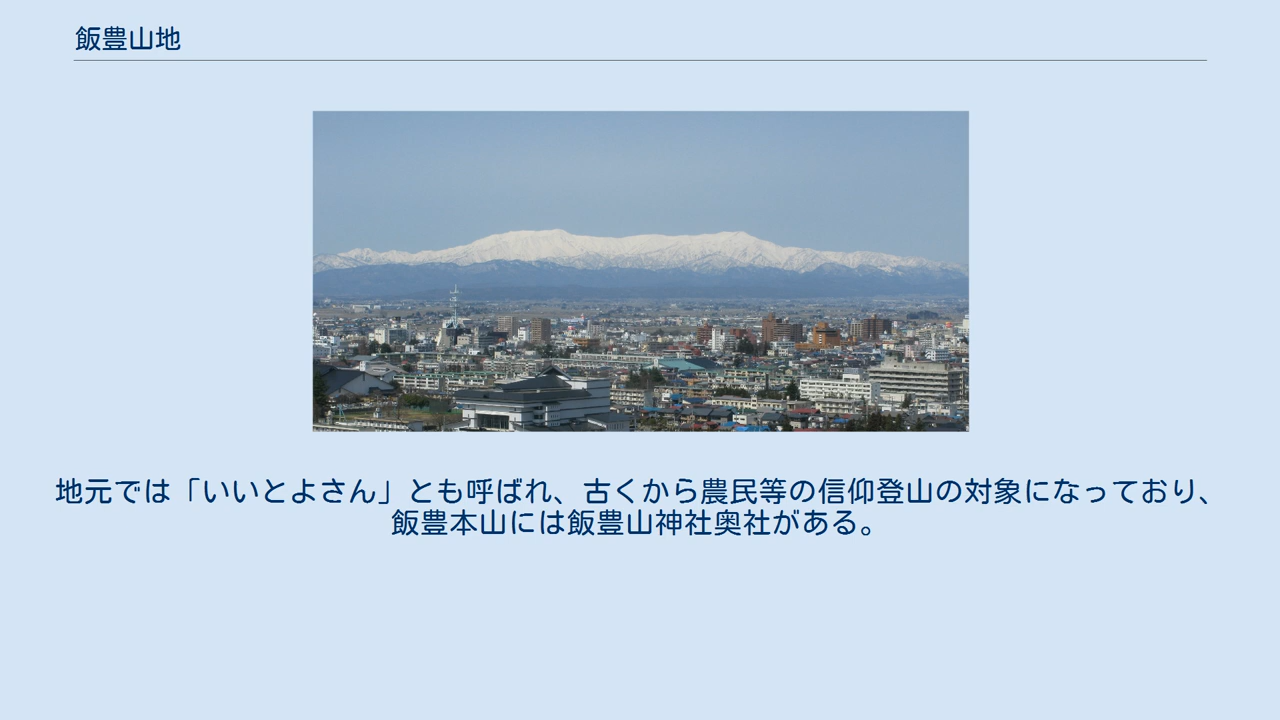 飯豊山地
地元では「いいとよさん」とも呼ばれ、古くから農民等の信仰登山の対象になっており、
飯豊本山には飯豊山神社奥社がある。